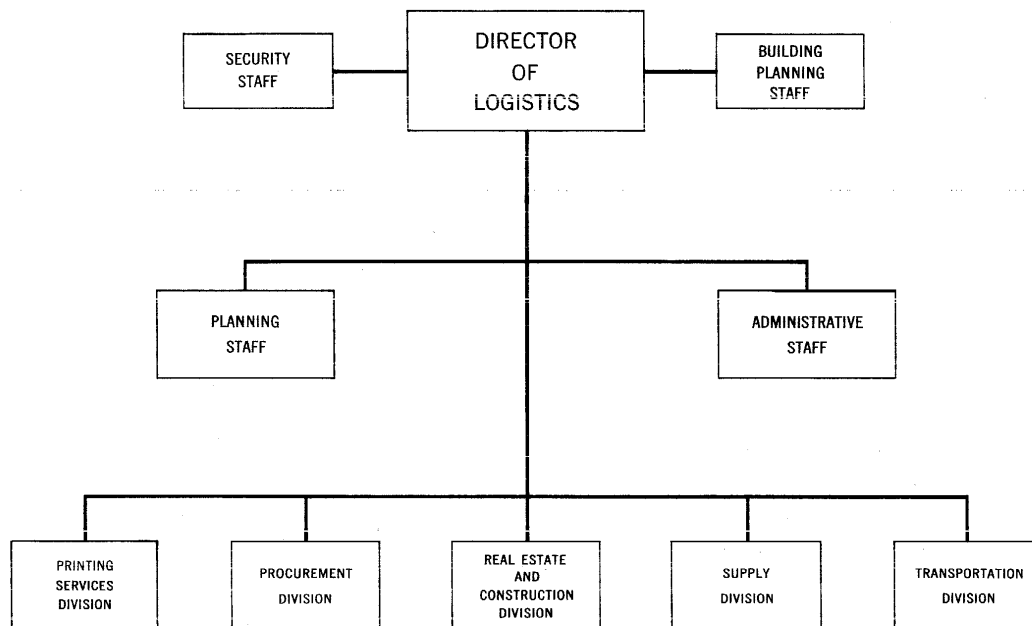 SECURITY
STAFF
DIRECTOR
OF
LOGISTICS
BUILDING
PLANNING
STAFF
PLANNING
STAFF
ADMINISTRATIVE
STAFF
PRINTING
SERVICES
DIVISION
PROCUREMENT
DIVISION
REAL ESTATE
AND
CONSTRUCTION
DIVISION
SUPPLY
DIVISION
TRANSPORTATION
DIVISION